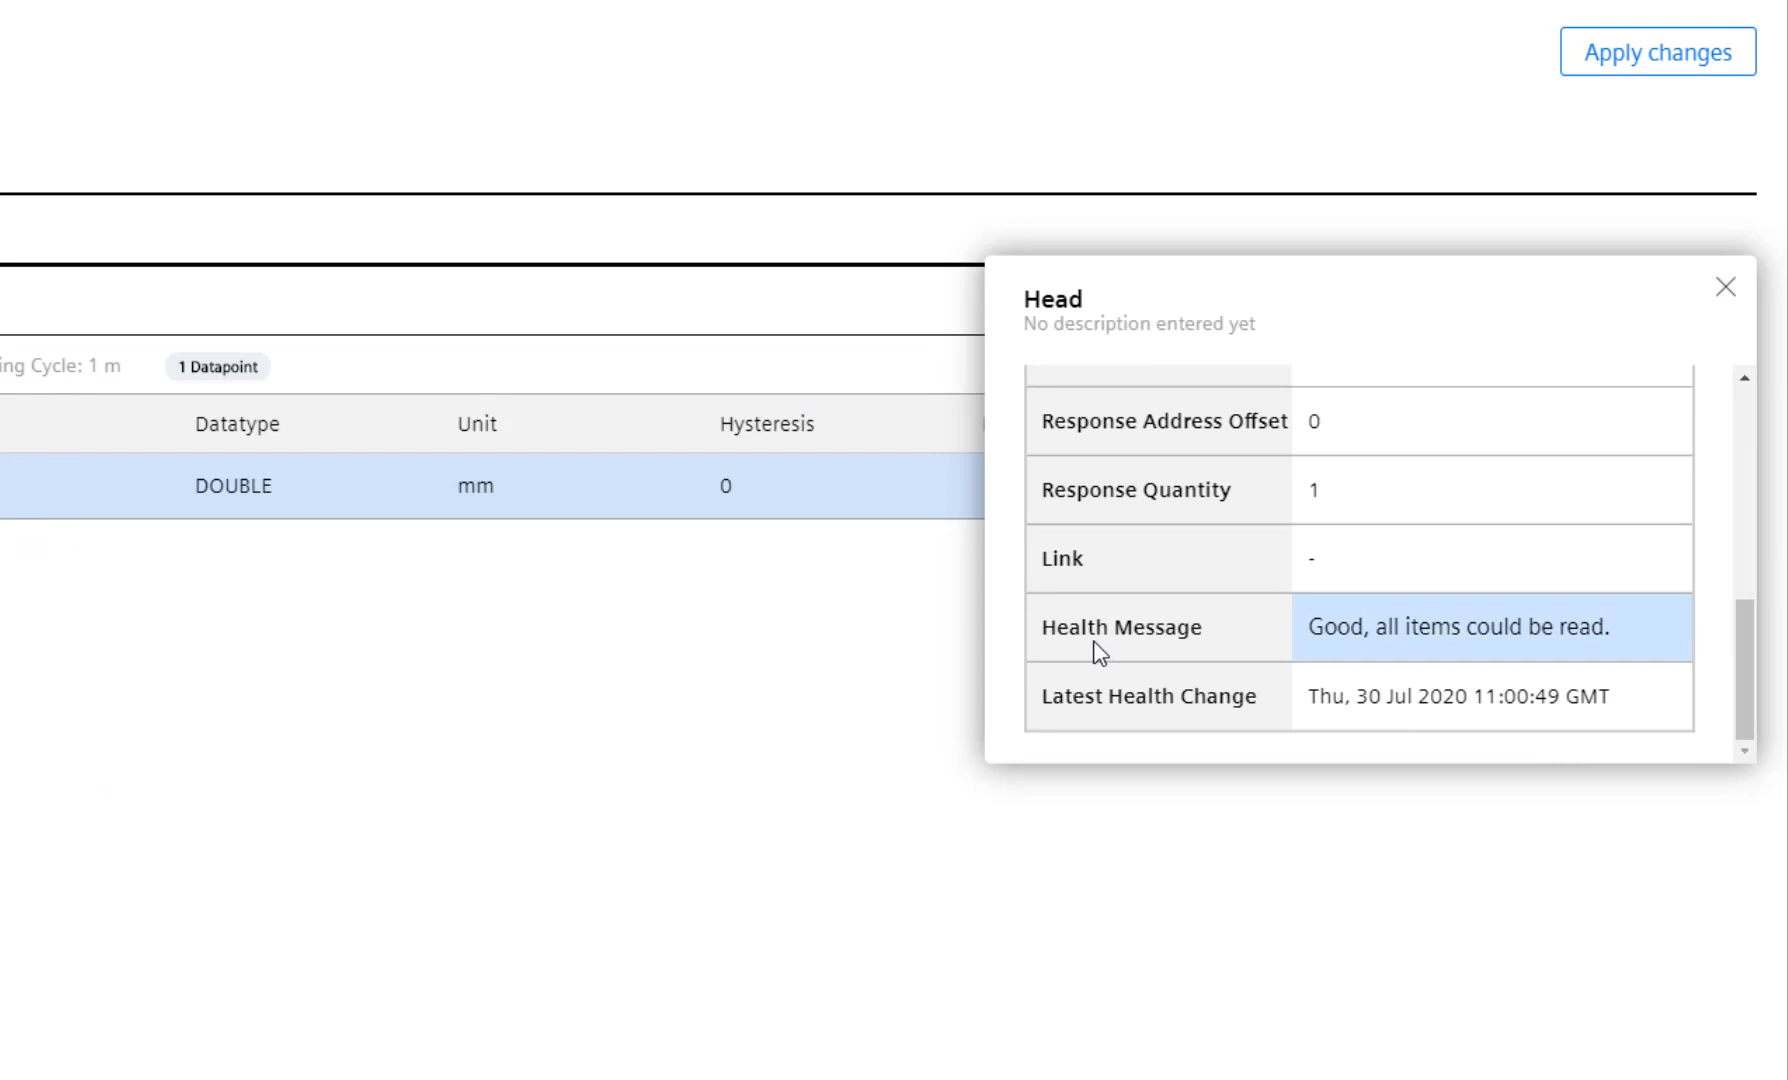 Apply changes
Head
No description entered yet
ing Cycle: 1 m
1 Datapoint
Datatype Unit Hysteresis
DOUBLE mm 0
Response Address Offset 0
Response Quantity 1
Link -
Health Message Good, all items could be read.
Latest Health Change Thu, 30 Jul 2020 11:00:49 GMT